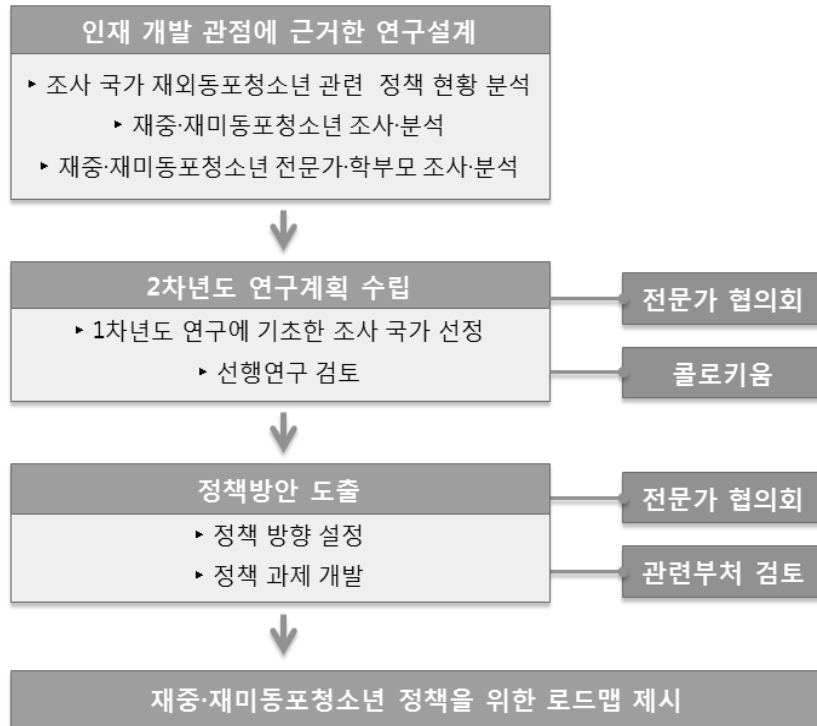 인재 개발 관점에 근거한 연구설계
▸ 조사 국가 재외동포청소년 관련 정책 현황 분석
▸ 재중·재미동포청소년 조사·분석
▸ 재중·재미동포청소년 전문가·학부모 조사·분석
2차년도 연구계획 수립
▸ 1차년도 연구에 기초한 조사 국가 선정
▸ 선행연구 검토
전문가 협의회
콜로키움
정책방안 도출
▸ 정책 방향 설정
▸ 정책 과제 개발
전문가 협의회
관련부처 검토
재중·재미동포청소년 정책을 위한 로드맵 제시